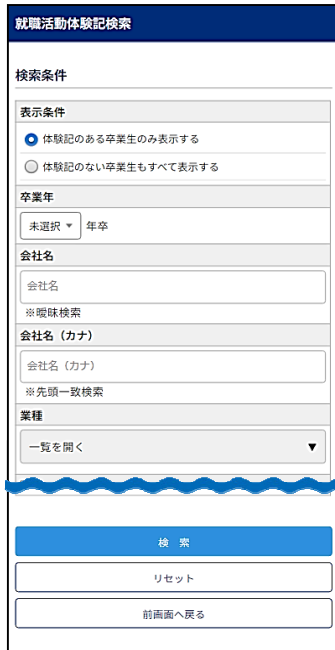 就職活動体験記検索
検索条件
表示条件
体験記のある卒業生のみ表示する
体験記のない卒業生もすべて表示する
卒業年
未選択 ▼ 年卒
会社名
会社名
※曖昧検索
会社名（カナ）
会社名（カナ）
※先頭一致検索
業種
一覧を開く ▼
検　索
リセット
前画面へ戻る